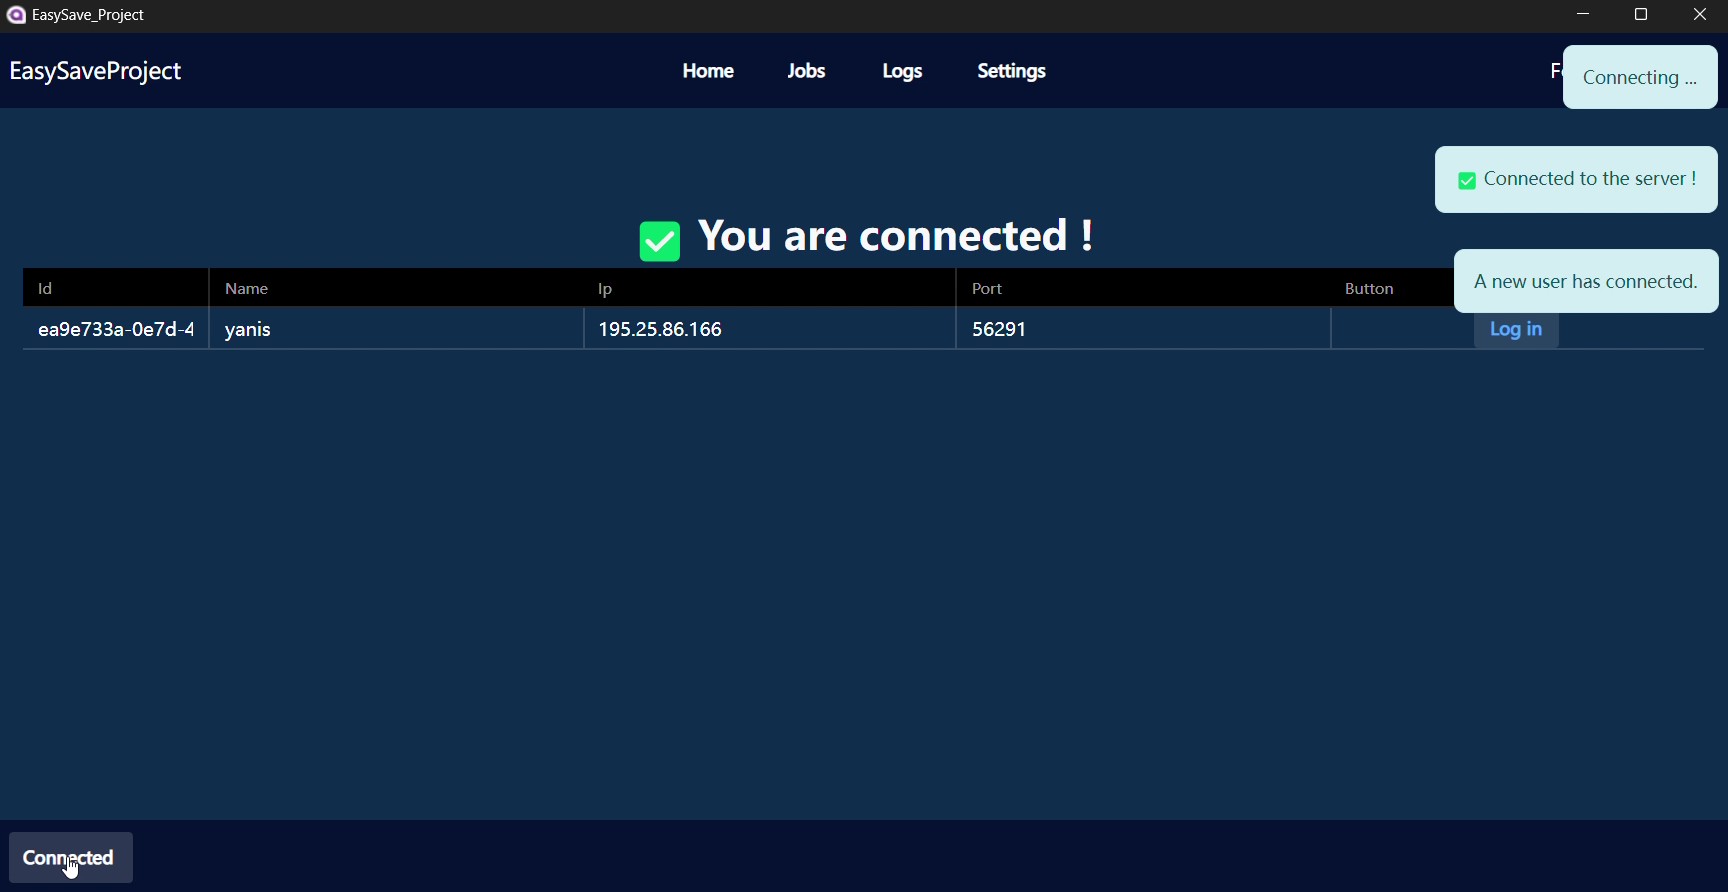 EasySave_Project
EasySaveProject
Home Jobs Logs Settings
Connecting ...
Connected to the server !
You are connected !
A new user has connected.
Id Name Ip Port Button
ea9e733a-0e7d-4 yanis 195.25.86.166 56291 Log in
Connected